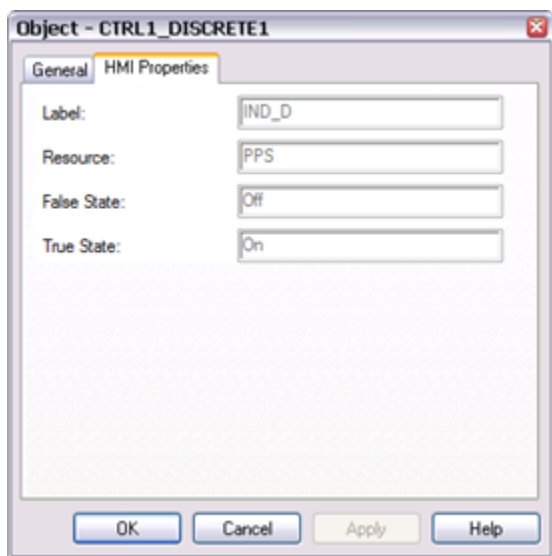 Object - CTRL1_DISCRETE1
General HMI Properties
Label: IND_D
Resource: PPS
False State: Off
True State: On
OK Cancel Apply Help